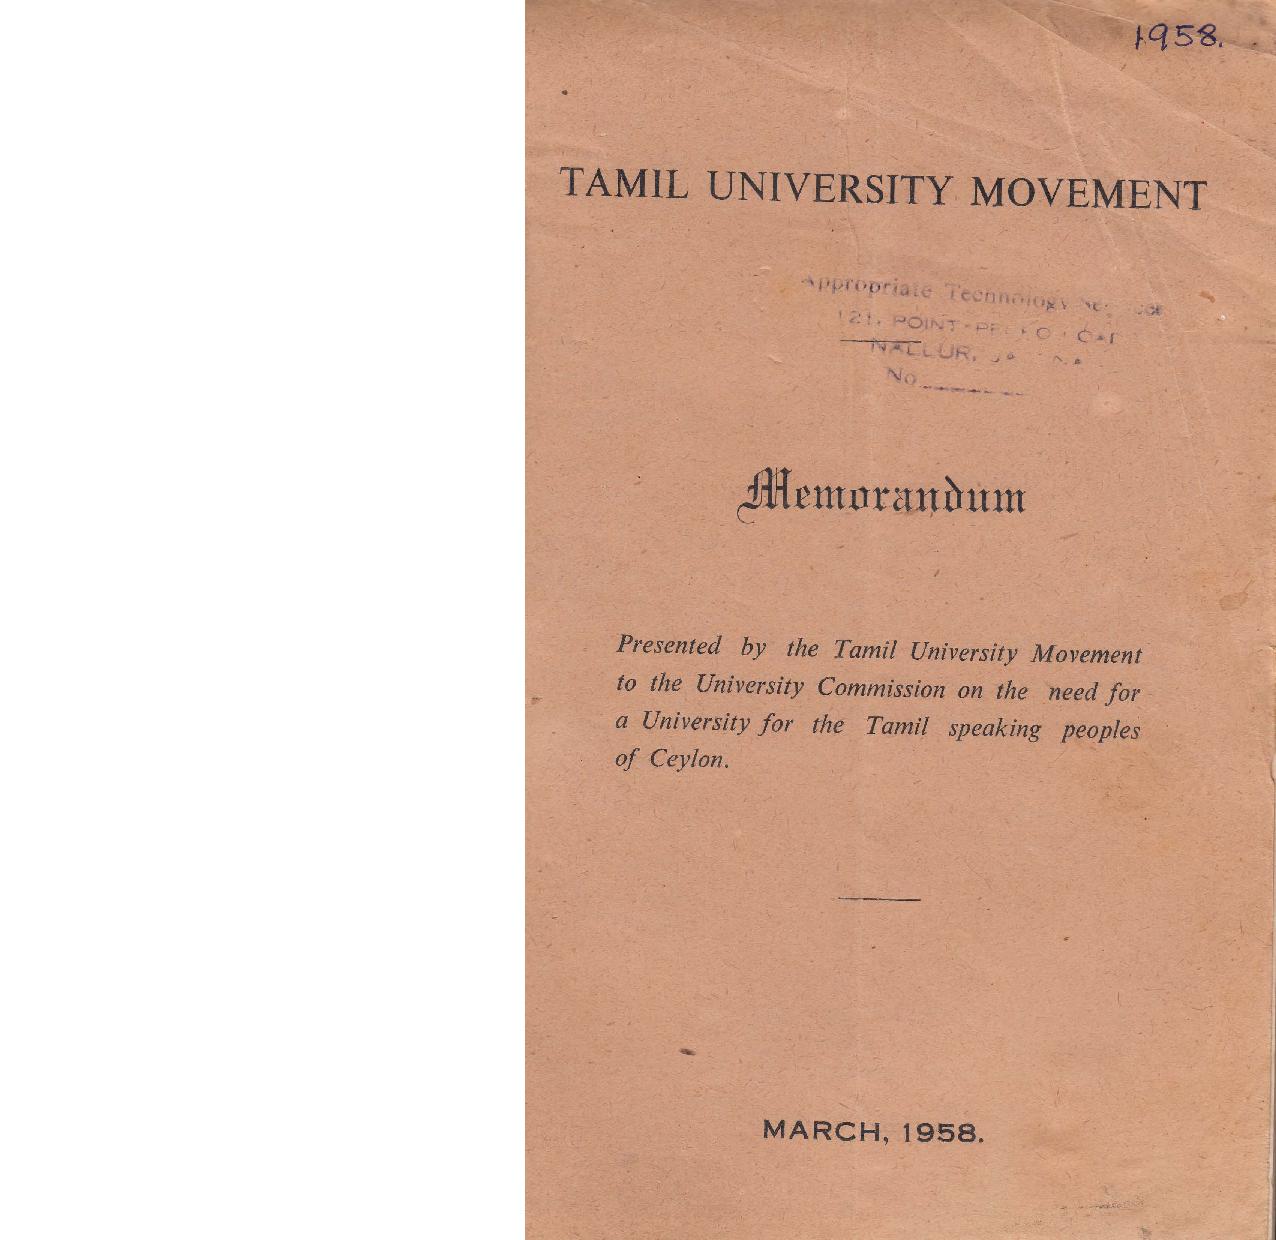 1958.
TAMIL UNIVERSITY MOVEMENT
Appropriate Technology
121, POINT
NALLUR,
No
Memorandum
Presented by the Tamil University Movement
to the University Commission on the need for
a University for the Tamil speaking peoples
of Ceylon.
MARCH, 1958.